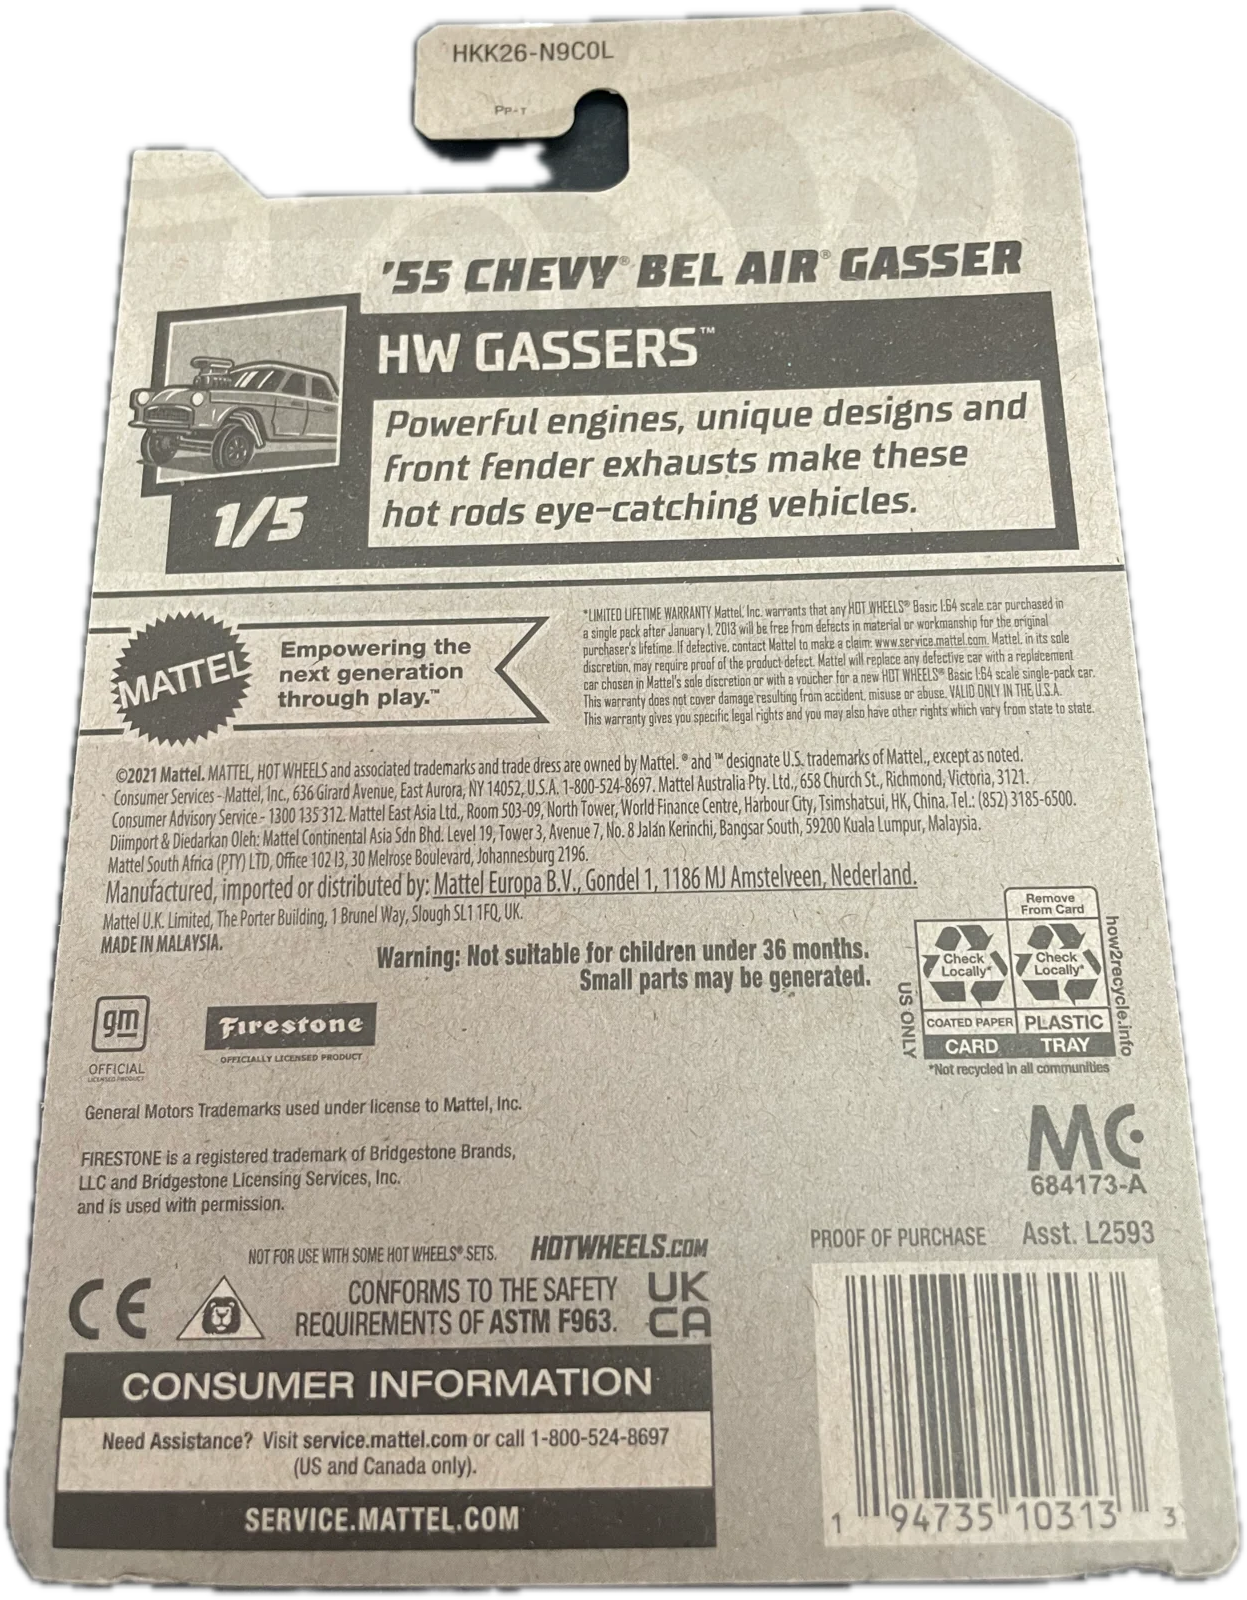 HKK26-N9C0L
PP-T
'55 CHEVY® BEL AIR® GASSER
HW GASSERS™
Powerful engines, unique designs and
front fender exhausts make these
hot rods eye-catching vehicles.
1/5
MATTEL
Empowering the
next generation
through play.™
*LIMITED LIFETIME WARRANTY Mattel, Inc. warrants that any HOT WHEELS® Basic 1:64 scale car purchased in
a single pack after January 1, 2013 will be free from defects in material or workmanship for the original
purchaser's lifetime. If defective, contact Mattel to make a claim: www.service.mattel.com. Mattel, in its sole
discretion, may require proof of the product defect. Mattel will replace any defective car with a replacement
car chosen in Mattel's sole discretion or with a voucher for a new HOT WHEELS® Basic 1:64 scale single-pack car.
This warranty does not cover damage resulting from accident, misuse or abuse. VALID ONLY IN THE U.S.A.
This warranty gives you specific legal rights and you may also have other rights which vary from state to state.
©2021 Mattel. MATTEL, HOT WHEELS and associated trademarks and trade dress are owned by Mattel. ® and ™ designate U.S. trademarks of Mattel., except as noted.
Consumer Services - Mattel, Inc., 636 Girard Avenue, East Aurora, NY 14052, U.S.A. 1-800-524-8697. Mattel Australia Pty. Ltd., 658 Church St., Richmond, Victoria, 3121.
Consumer Advisory Service - 1300 135 312. Mattel East Asia Ltd., Room 503-09, North Tower, World Finance Centre, Harbour City, Tsimshatsui, HK, China. Tel.: (852) 3185-6500.
Diimport & Diedarkan Oleh: Mattel Continental Asia Sdn Bhd. Level 19, Tower 3, Avenue 7, No. 8 Jalan Kerinchi, Bangsar South, 59200 Kuala Lumpur, Malaysia.
Mattel South Africa (PTY) LTD, Office 102 I3, 30 Melrose Boulevard, Johannesburg 2196.
Manufactured, imported or distributed by: Mattel Europa B.V., Gondel 1, 1186 MJ Amstelveen, Nederland.
Mattel U.K. Limited, The Porter Building, 1 Brunel Way, Slough SL1 1FQ, UK.
MADE IN MALAYSIA.
Warning: Not suitable for children under 36 months.
Small parts may be generated.
Remove
From Card
Check
Locally*
Check
Locally*
COATED PAPER
PLASTIC
CARD
TRAY
US ONLY
how2recycle.info
*Not recycled in all communities
gm
OFFICIAL
LICENSED PRODUCT
Firestone
OFFICIALLY LICENSED PRODUCT
General Motors Trademarks used under license to Mattel, Inc.
FIRESTONE is a registered trademark of Bridgestone Brands,
LLC and Bridgestone Licensing Services, Inc.
and is used with permission.
MC
684173-A
PROOF OF PURCHASE
Asst. L2593
NOT FOR USE WITH SOME HOT WHEELS® SETS.
HOTWHEELS.COM
CE
CONFORMS TO THE SAFETY
REQUIREMENTS OF ASTM F963.
UK
CA
CONSUMER INFORMATION
Need Assistance? Visit service.mattel.com or call 1-800-524-8697
(US and Canada only).
SERVICE.MATTEL.COM
1 94735 10313 3